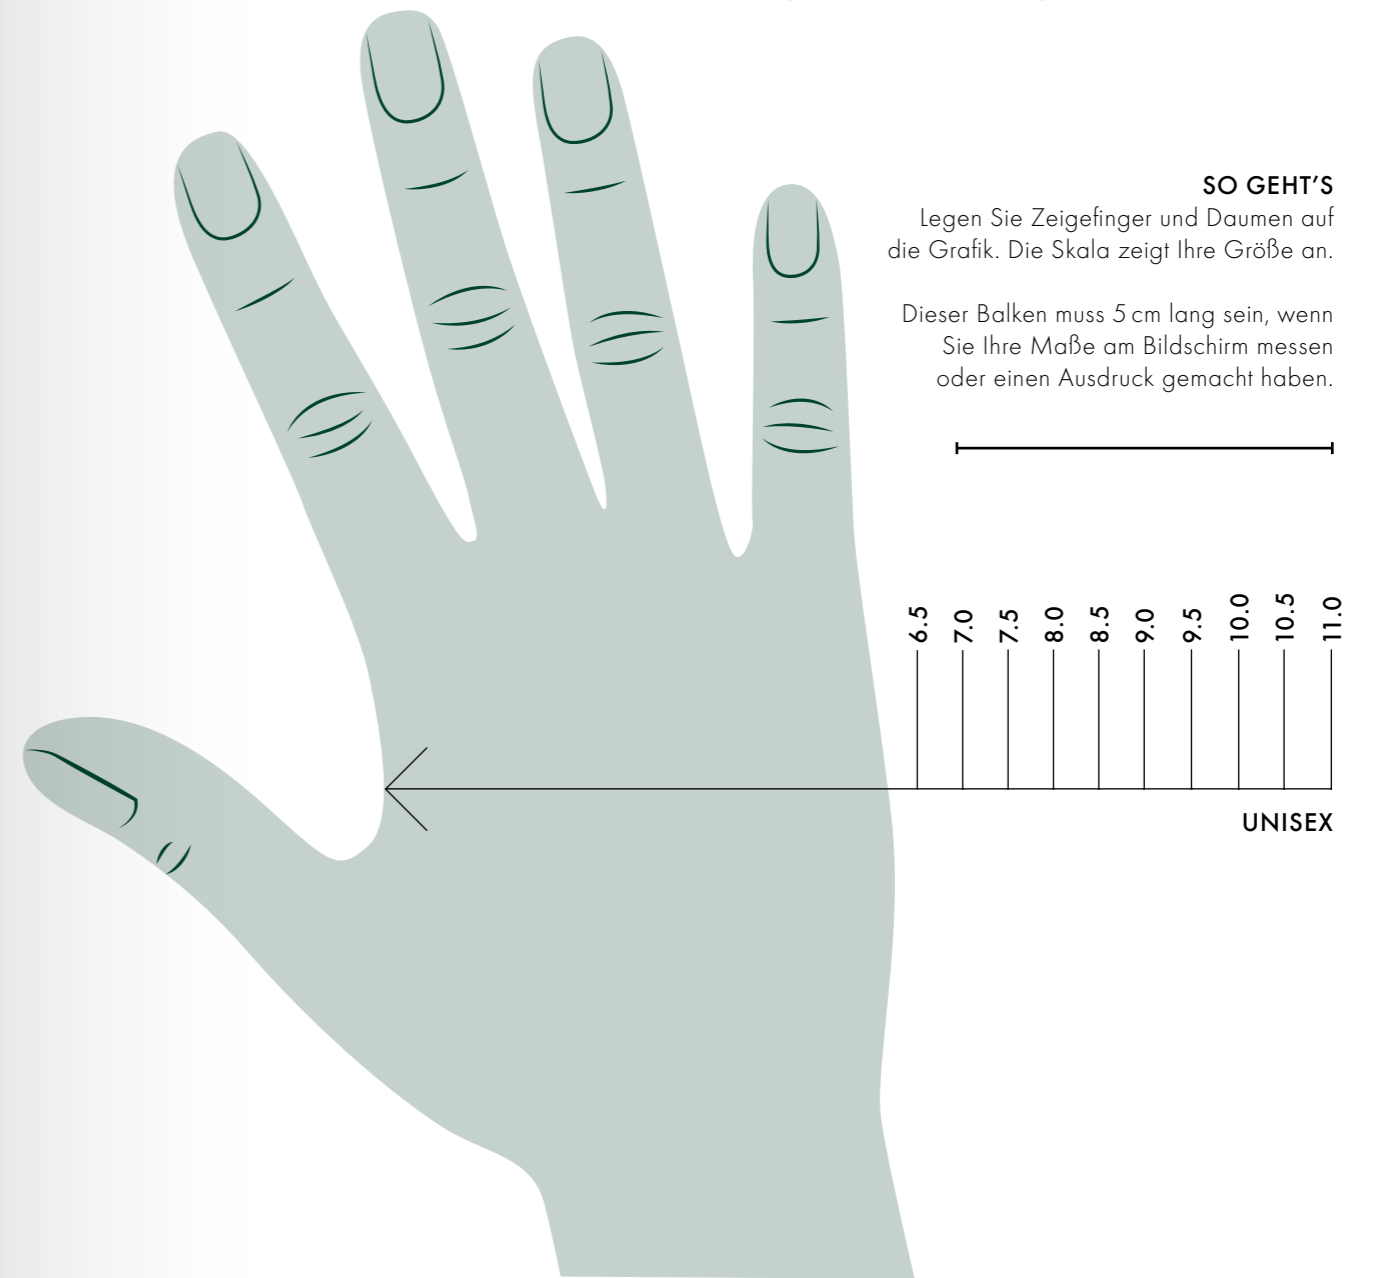 SO GEHT'S
Legen Sie Zeigefinger und Daumen auf
die Grafik. Die Skala zeigt Ihre Größe an.
Dieser Balken muss 5 cm lang sein, wenn
Sie Ihre Maße am Bildschirm messen
oder einen Ausdruck gemacht haben.
6.5
7.0
7.5
8.0
8.5
9.0
9.5
10.0
10.5
11.0
UNISEX